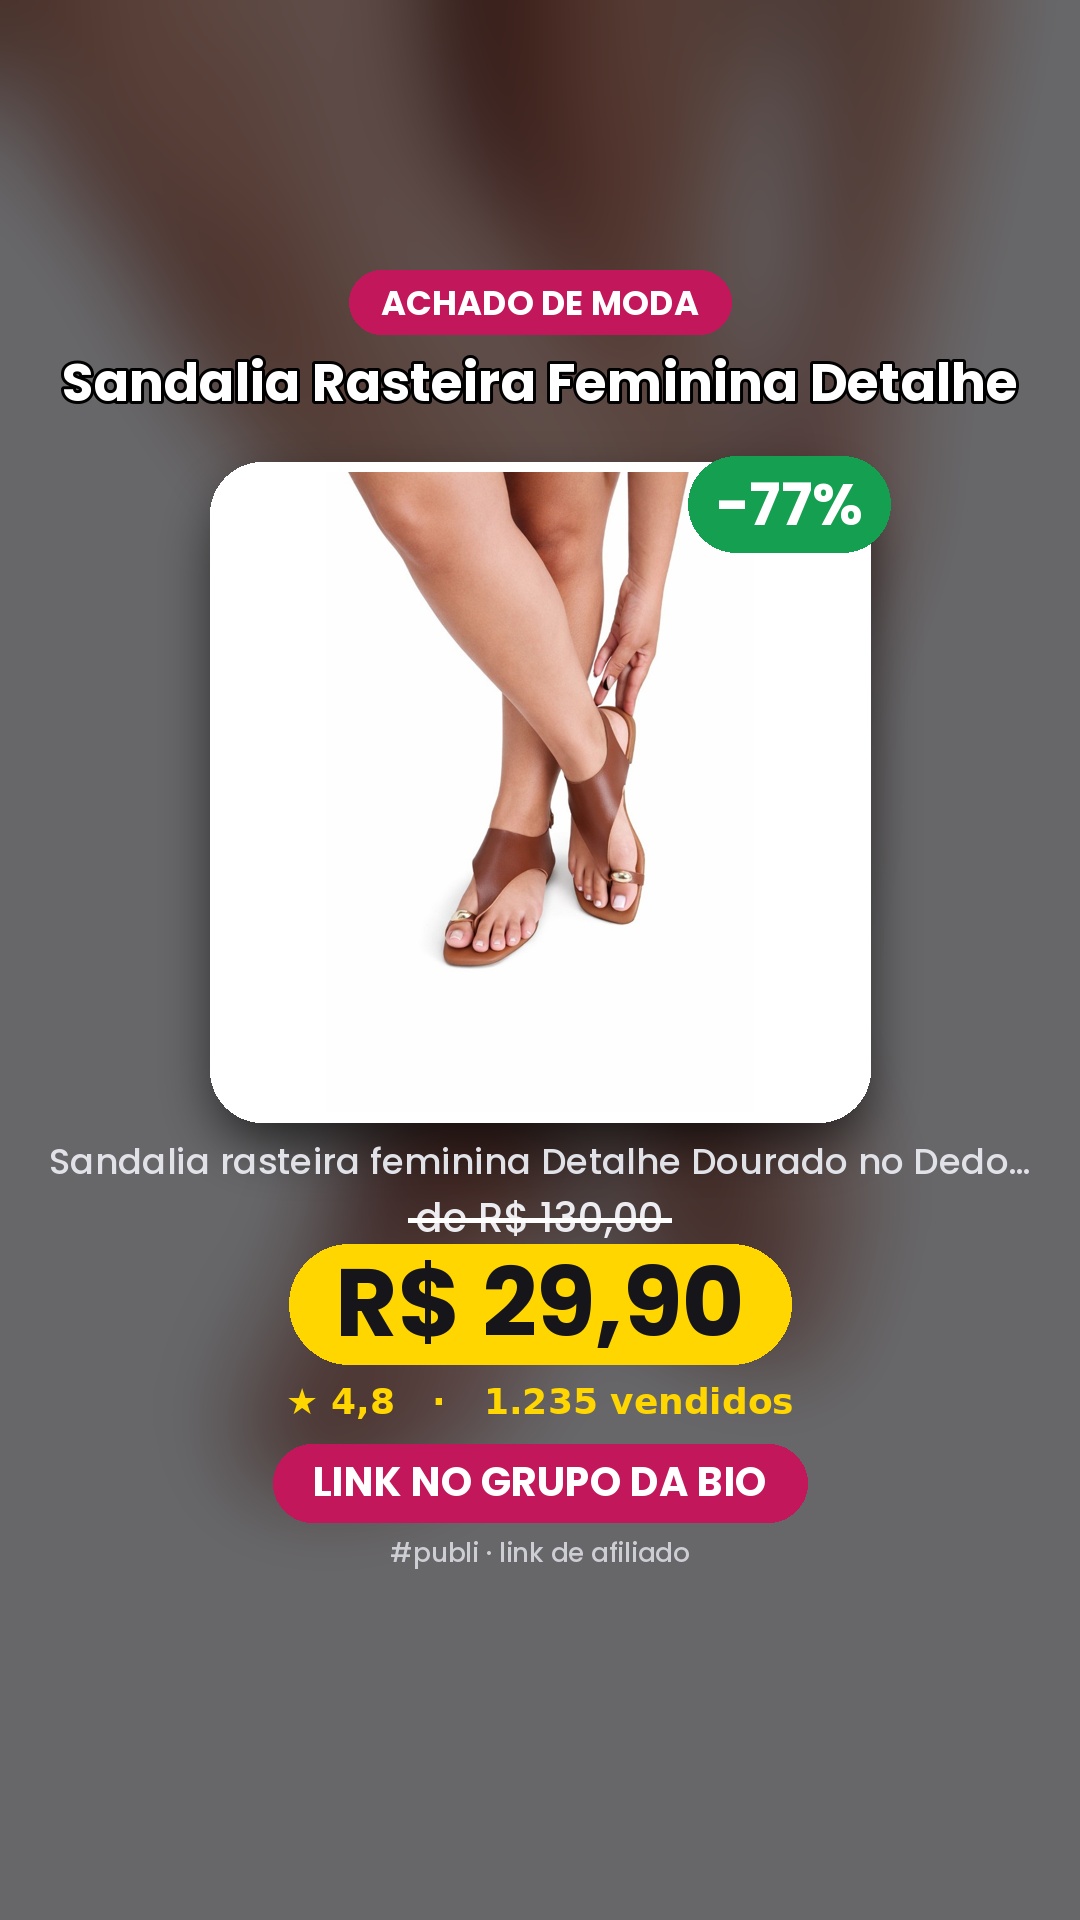 ACHADO DE MODA
Sandalia Rasteira Feminina Detalhe
-77%
Sandalia rasteira feminina Detalhe Dourado no Dedo...
de R$ 130,00
R$ 29,90
★ 4,8 · 1.235 vendidos
LINK NO GRUPO DA BIO
#publi · link de afiliado